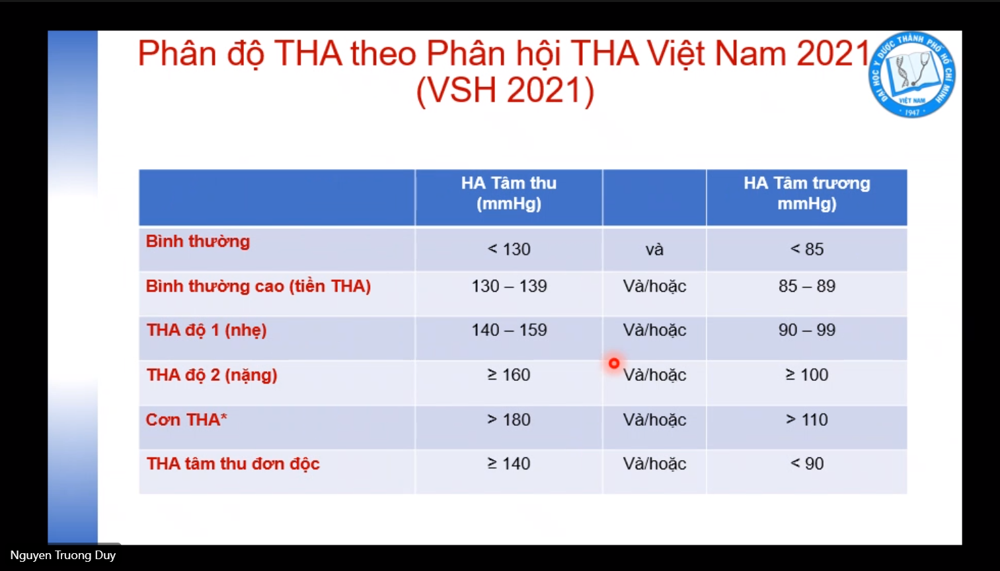 Phân độ THA theo Phân hội THA Việt Nam 2021
(VSH 2021)
ĐẠI HỌC Y DƯỢC THÀNH PHỐ HỒ CHÍ MINH
VIỆT NAM
1947
HA Tâm thu HA Tâm trương
(mmHg) mmHg)
Bình thường < 130 và < 85
Bình thường cao (tiền THA) 130 – 139 Và/hoặc 85 – 89
THA độ 1 (nhẹ) 140 – 159 Và/hoặc 90 – 99
THA độ 2 (nặng) ≥ 160 Và/hoặc ≥ 100
Cơn THA* > 180 Và/hoặc > 110
THA tâm thu đơn độc ≥ 140 Và/hoặc < 90
Nguyen Truong Duy